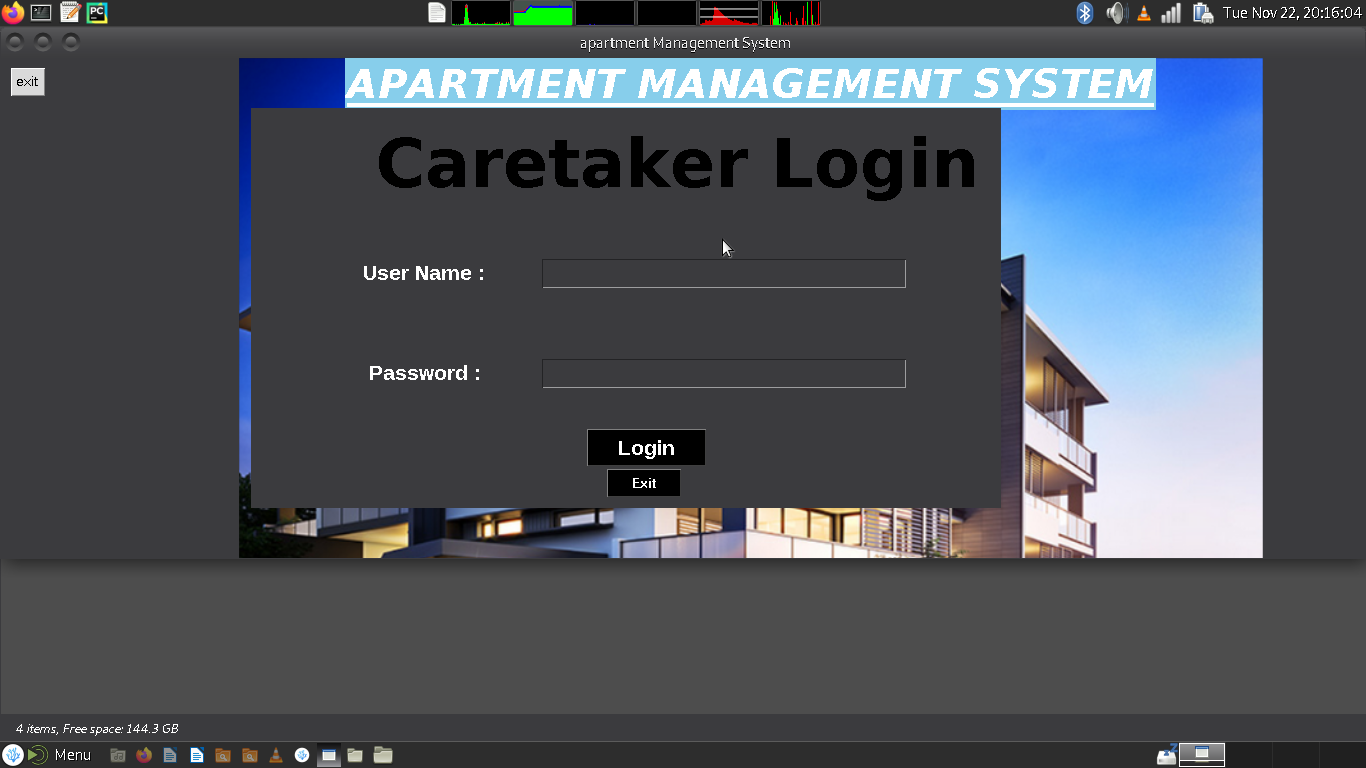 Tue Nov 22, 20:16:04
apartment Management System
exit
APARTMENT MANAGEMENT SYSTEM
Caretaker Login
User Name :
Password :
Login
Exit
4 items, Free space: 144.3 GB
Menu